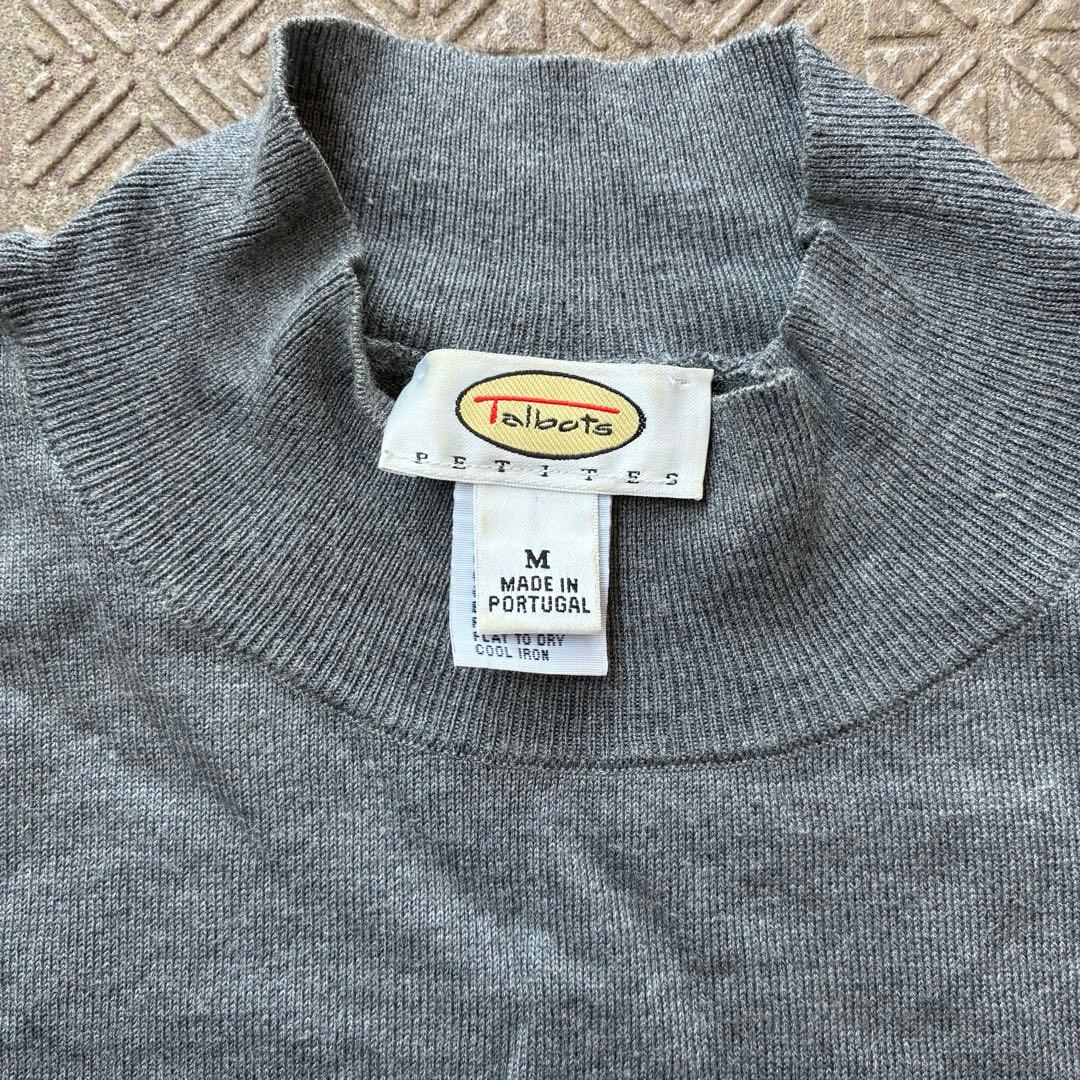 Talbots
PETITES
M
MADE IN
PORTUGAL
FLAT TO DRY
COOL IRON